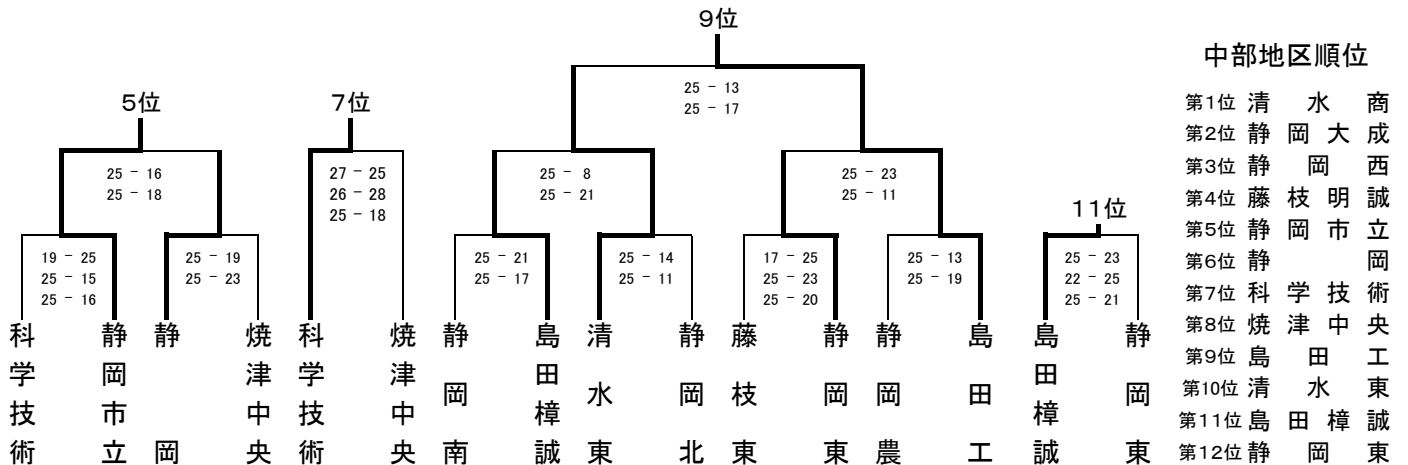 9位
中部地区順位
5位
7位
11位
25 - 13
25 - 17
25 - 16
25 - 18
27 - 25
26 - 28
25 - 18
25 - 8
25 - 21
25 - 23
25 - 11
19 - 25
25 - 15
25 - 16
25 - 19
25 - 23
25 - 21
25 - 17
25 - 14
25 - 11
17 - 25
25 - 23
25 - 20
25 - 13
25 - 19
25 - 23
22 - 25
25 - 21
科学技術
静岡市立
静岡
焼津中央
科学技術
焼津中央
静岡南
島田樟誠
清水東
静岡北
藤枝東
静岡東
静岡農
島田工
島田樟誠
静岡東
第1位 清水商
第2位 静岡大成
第3位 静岡西
第4位 藤枝明誠
第5位 静岡市立
第6位 静岡
第7位 科学技術
第8位 焼津中央
第9位 島田工
第10位 清水東
第11位 島田樟誠
第12位 静岡東